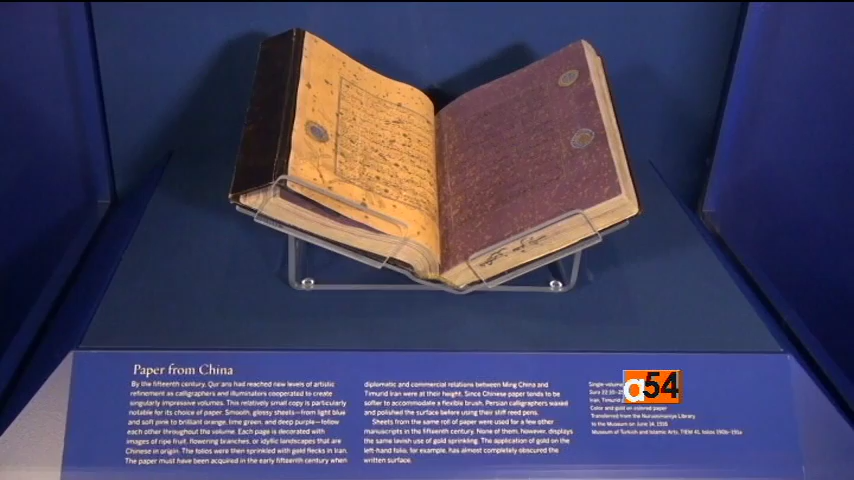 Paper from China
By the fifteenth century, Qur'ans had reached new levels of artistic
refinement as calligraphers and illuminators cooperated to create
singularly impressive volumes. This relatively small copy is particularly
notable for its choice of paper. Smooth, glossy sheets—from light blue
and soft pink to brilliant orange, lime green, and deep purple—follow
each other throughout the volume. Each page is decorated with
images of ripe fruit, flowering branches, or idyllic landscapes that are
Chinese in origin. The folios were then sprinkled with gold flecks in Iran.
The paper must have been acquired in the early fifteenth century when
diplomatic and commercial relations between Ming China and
Timurid Iran were at their height. Since Chinese paper tends to be
softer to accommodate a flexible brush, Persian calligraphers waxed
and polished the surface before using their stiff reed pens.
Sheets from the same roll of paper were used for a few other
manuscripts in the fifteenth century. None of them, however, displays
the same lavish use of gold sprinkling. The application of gold on the
left-hand folio, for example, has almost completely obscured the
written surface.
Single-volume
Sura
Iran, Timurid
Color and gold on colored paper
Transferred from the Nuruosmaniye Library
to the Museum on June 14, 1916
Museum of Turkish and Islamic Arts, TIEM 41, folios
a54